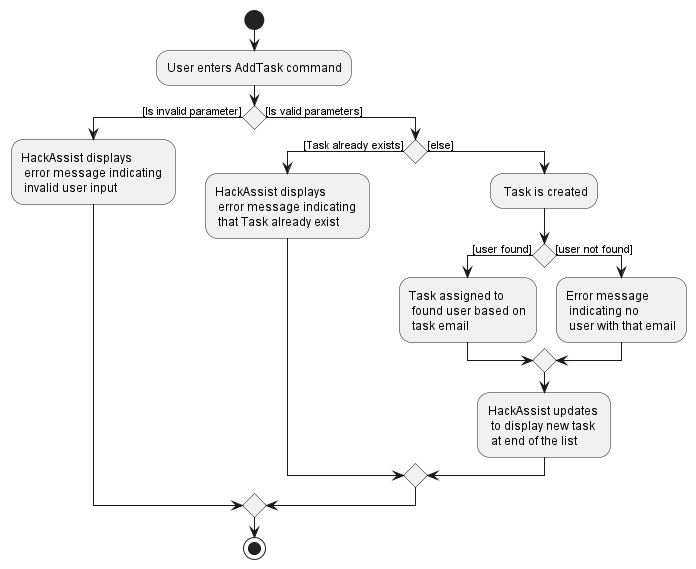 User enters AddTask command
[Is invalid parameter]
[Is valid parameters]
HackAssist displays
error message indicating
invalid user input
[Task already exists]
[else]
HackAssist displays
error message indicating
that Task already exist
Task is created
[user found]
[user not found]
Task assigned to
found user based on
task email
Error message
indicating no
user with that email
HackAssist updates
to display new task
at end of the list